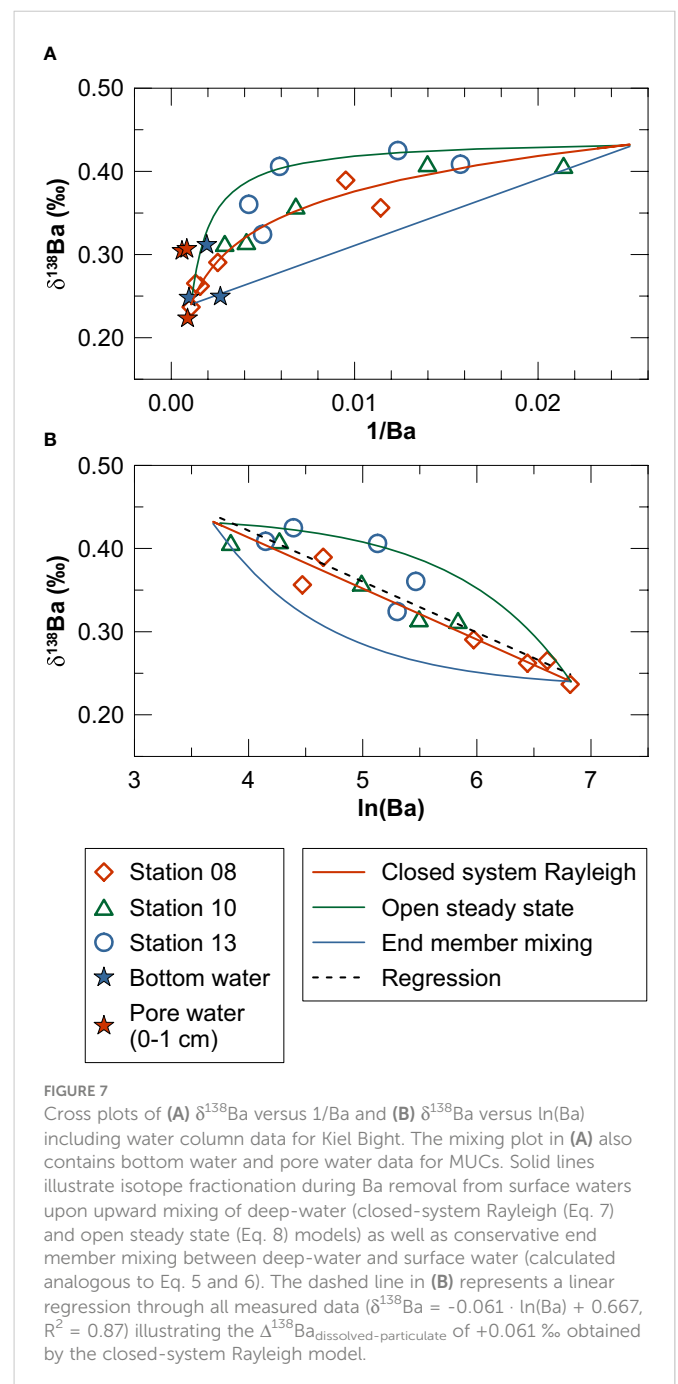 A
0.50
0.40
0.30
0.20
δ¹³⁸Ba (‰)
0.00
0.01
0.02
1/Ba
B
0.50
0.40
0.30
0.20
δ¹³⁸Ba (‰)
3
4
5
6
7
ln(Ba)
Station 08
Station 10
Station 13
Bottom water
Pore water
(0-1 cm)
Closed system Rayleigh
Open steady state
End member mixing
Regression
FIGURE 7
Cross plots of (A) δ¹³⁸Ba versus 1/Ba and (B) δ¹³⁸Ba versus ln(Ba)
including water column data for Kiel Bight. The mixing plot in (A) also
contains bottom water and pore water data for MUCs. Solid lines
illustrate isotope fractionation during Ba removal from surface waters
upon upward mixing of deep-water (closed-system Rayleigh (Eq. 7)
and open steady state (Eq. 8) models) as well as conservative end
member mixing between deep-water and surface water (calculated
analogous to Eq. 5 and 6). The dashed line in (B) represents a linear
regression through all measured data (δ¹³⁸Ba = -0.061 · ln(Ba) + 0.667,
R² = 0.87) illustrating the Δ¹³⁸Ba dissolved-particulate of +0.061 ‰ obtained
by the closed-system Rayleigh model.